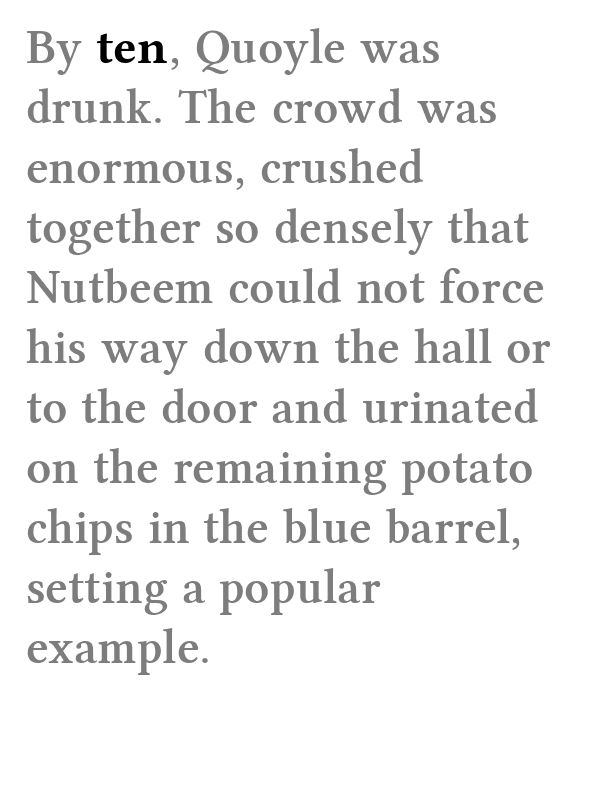 By ten, Quoyle was
drunk. The crowd was
enormous, crushed
together so densely that
Nutbeem could not force
his way down the hall or
to the door and urinated
on the remaining potato
chips in the blue barrel,
setting a popular
example.